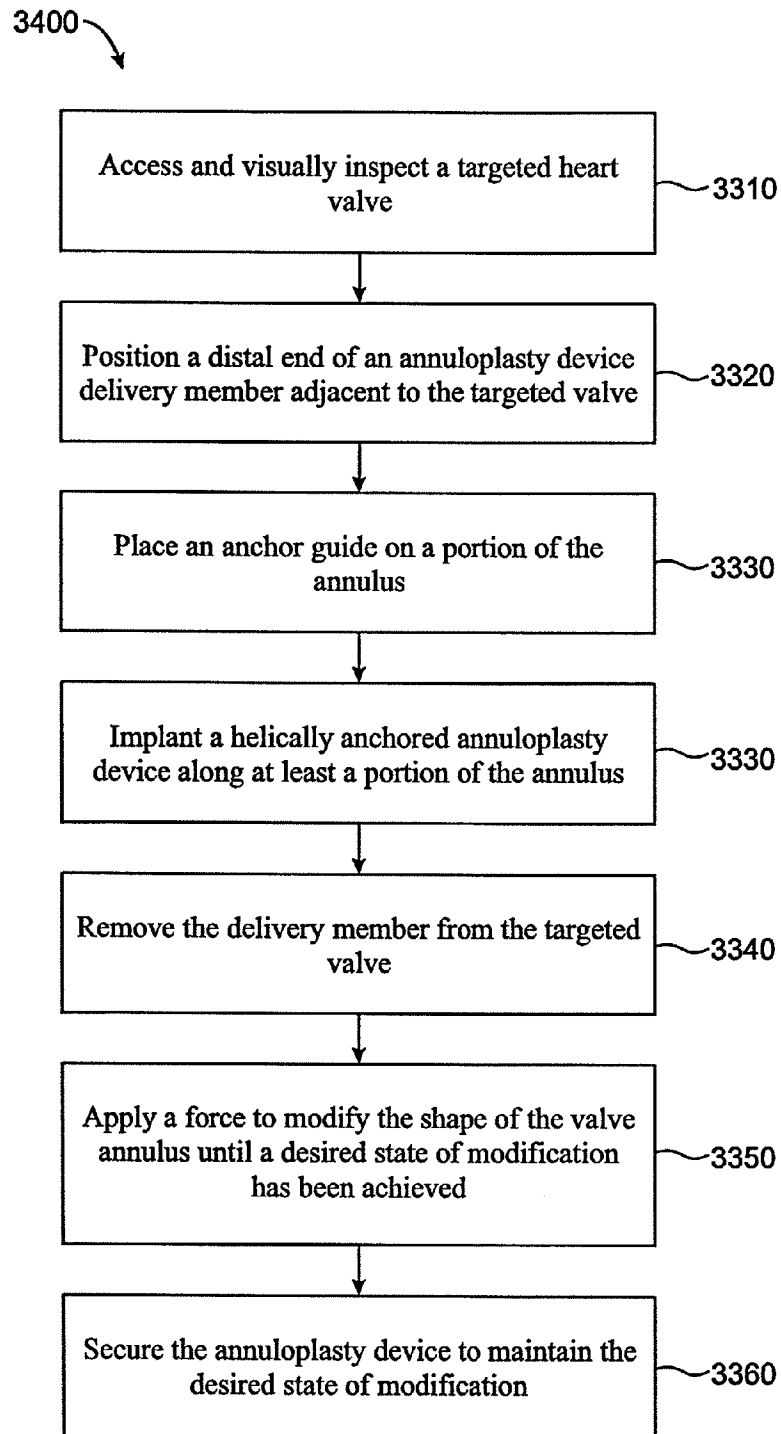 3400
Access and visually inspect a targeted heart
valve
3310
Position a distal end of an annuloplasty device
delivery member adjacent to the targeted valve
3320
Place an anchor guide on a portion of the
annulus
3330
Implant a helically anchored annuloplasty
device along at least a portion of the annulus
3330
Remove the delivery member from the targeted
valve
3340
Apply a force to modify the shape of the valve
annulus until a desired state of modification
has been achieved
3350
Secure the annuloplasty device to maintain the
desired state of modification
3360